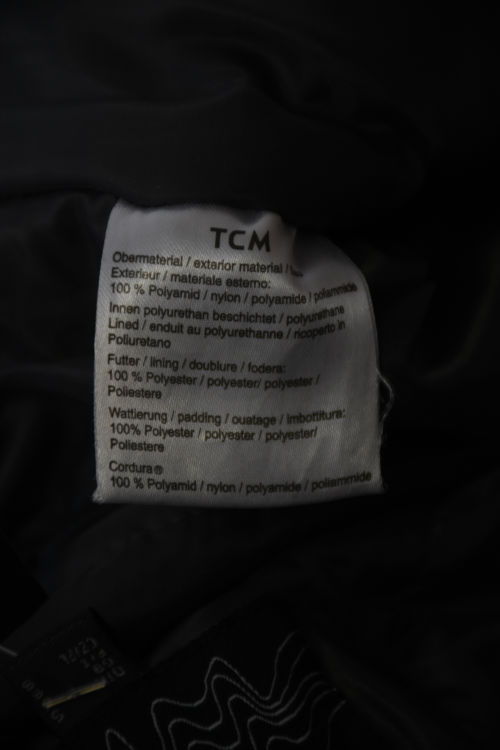 TCM
Obermaterial / exterior material /
Exterieur / materiale esterno:
100 % Polyamid / nylon / polyamide / poliammide
Innen polyurethan beschichtet / polyurethane
Lined / enduit au polyurethanne / ricoperto in
Poliuretano
Futter / lining / doublure / fodera:
100 % Polyester / polyester/ polyester /
Poliestere
Wattierung / padding / ouatage / imbottitura:
100% Polyester / polyester / polyester/
Poliestere
Cordura®
100 % Polyamid / nylon / polyamide / poliammide